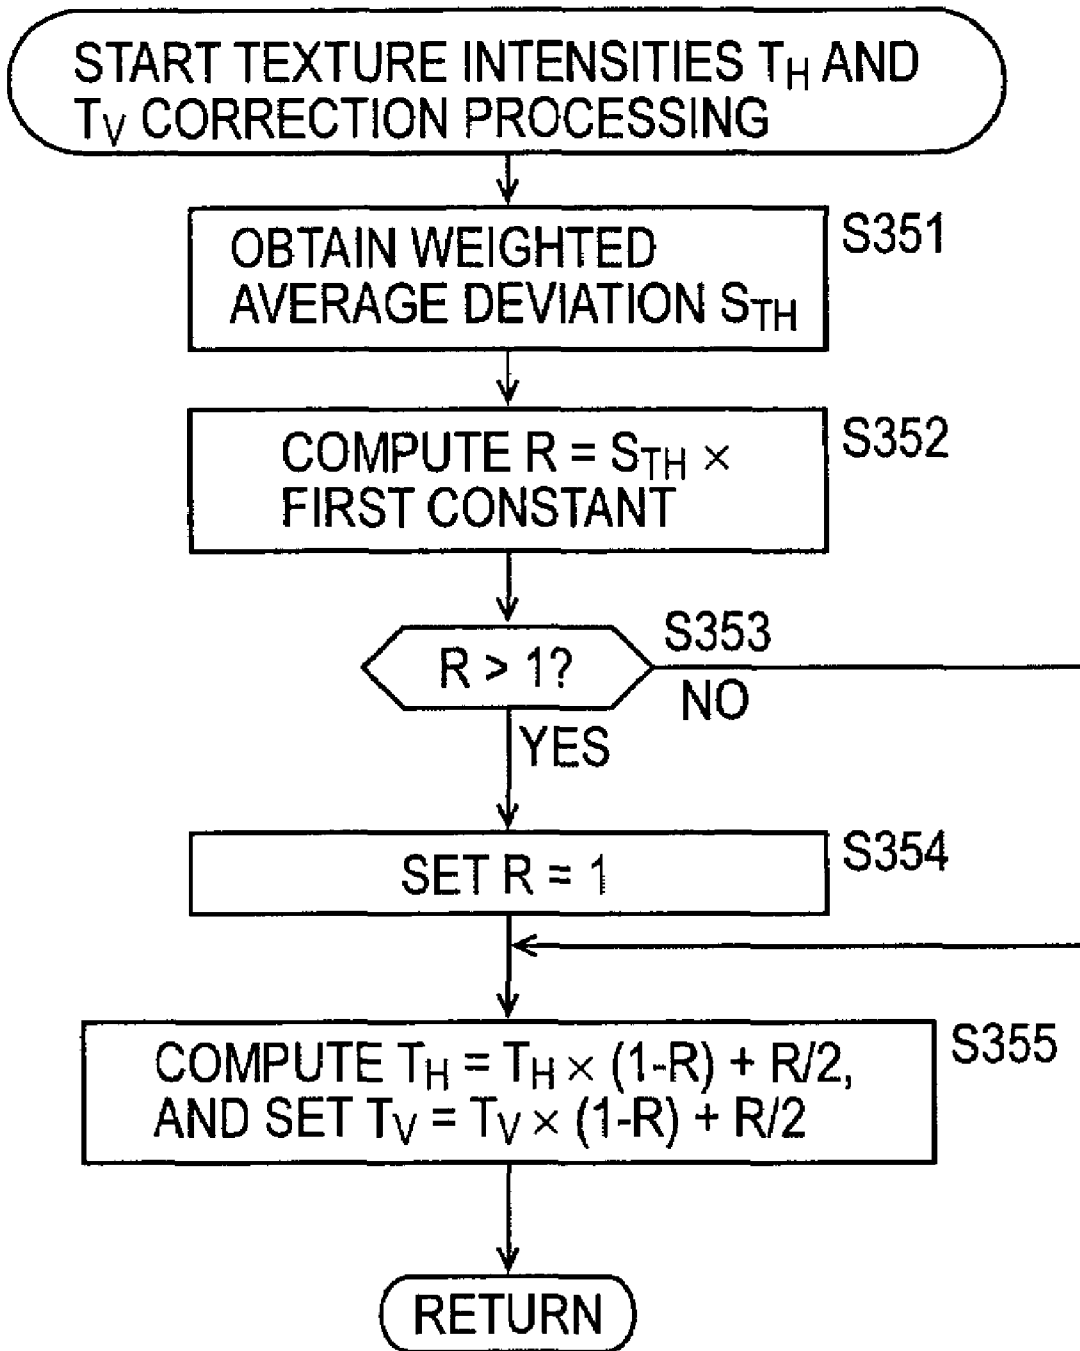 START TEXTURE INTENSITIES TH AND
TV CORRECTION PROCESSING
OBTAIN WEIGHTED
AVERAGE DEVIATION STH
S351
COMPUTE R = STH ×
FIRST CONSTANT
S352
R > 1?
S353
NO
YES
SET R = 1
S354
COMPUTE TH = TH × (1-R) + R/2,
AND SET TV = TV × (1-R) + R/2
S355
RETURN